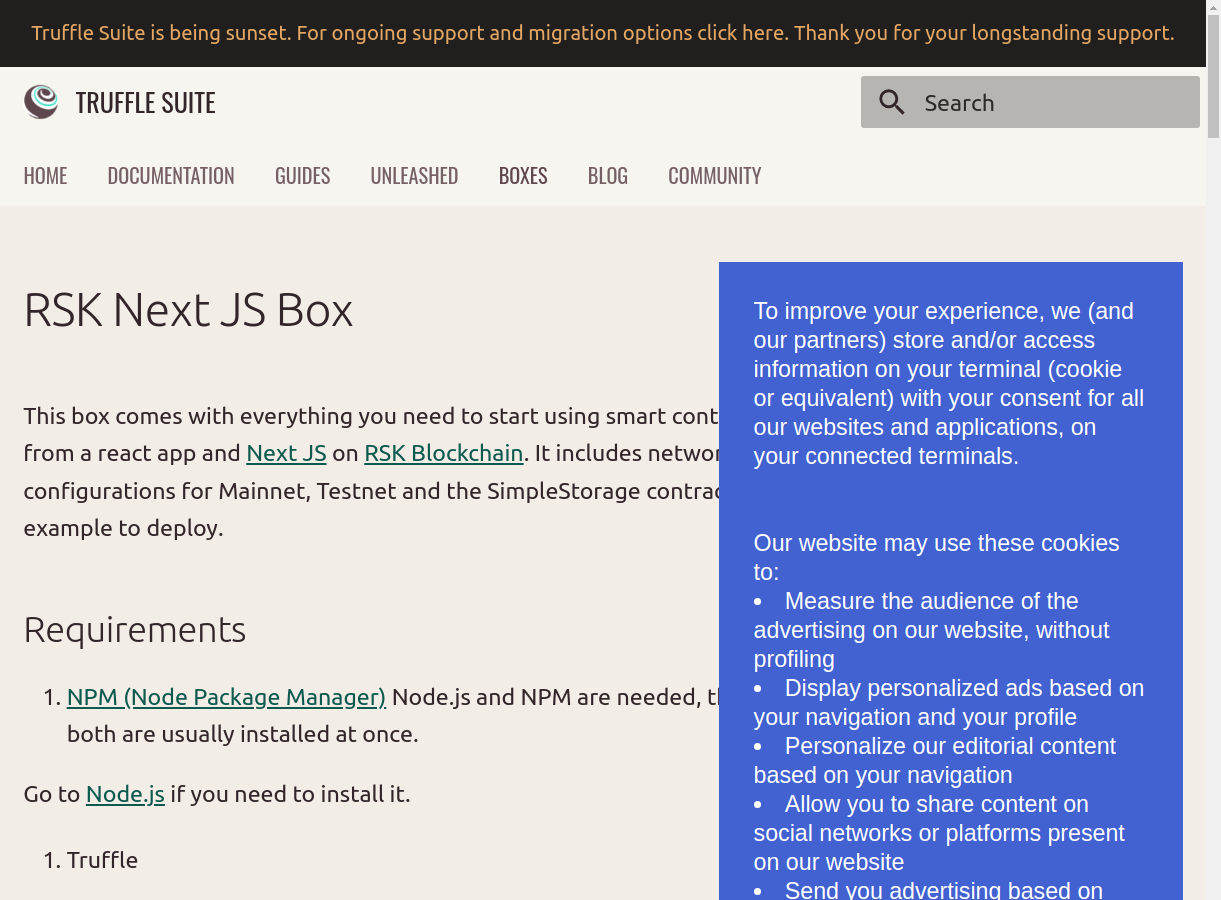 Truffle Suite is being sunset. For ongoing support and migration options click here. Thank you for your longstanding support.
TRUFFLE SUITE
Search
HOME DOCUMENTATION GUIDES UNLEASHED BOXES BLOG COMMUNITY
RSK Next JS Box
This box comes with everything you need to start using smart
from a react app and Next JS on RSK Blockchain. It includes
configurations for Mainnet, Testnet and the SimpleStorage
example to deploy.
Requirements
1. NPM (Node Package Manager) Node.js and NPM are needed,
both are usually installed at once.
Go to Node.js if you need to install it.
1. Truffle
To improve your experience, we (and
our partners) store and/or access
information on your terminal (cookie
or equivalent) with your consent for all
our websites and applications, on
your connected terminals.
Our website may use these cookies
to:
• Measure the audience of the
advertising on our website, without
profiling
• Display personalized ads based on
your navigation and your profile
• Personalize our editorial content
based on your navigation
• Allow you to share content on
social networks or platforms present
on our website
• Send you advertising based on